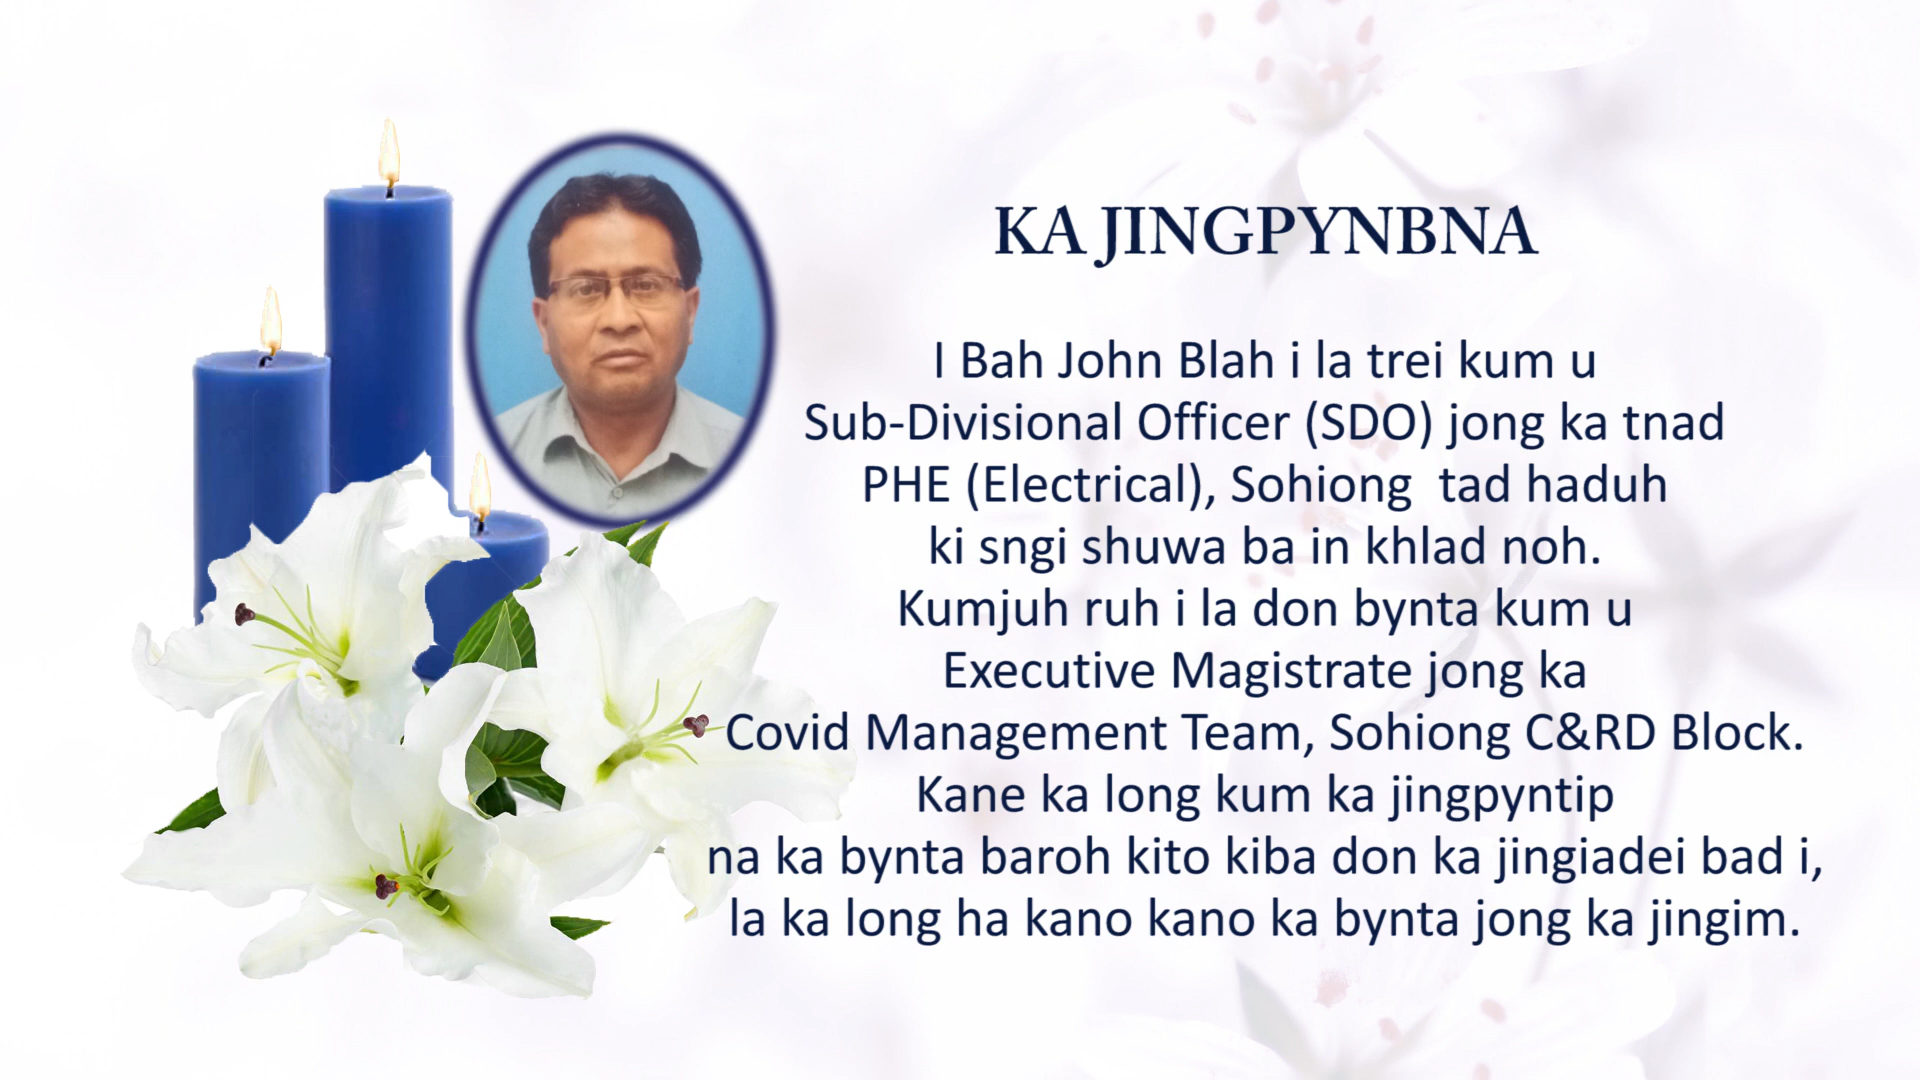 KA JINGPYNBNA
I Bah John Blah i la trei kum u
Sub-Divisional Officer (SDO) jong ka tnad
PHE (Electrical), Sohiong tad haduh
ki sngi shuwa ba in khlad noh.
Kumjuh ruh i la don bynta kum u
Executive Magistrate jong ka
Covid Management Team, Sohiong C&RD Block.
Kane ka long kum ka jingpyntip
na ka bynta baroh kito kiba don ka jingiadei bad i,
la ka long ha kano kano ka bynta jong ka jingim.